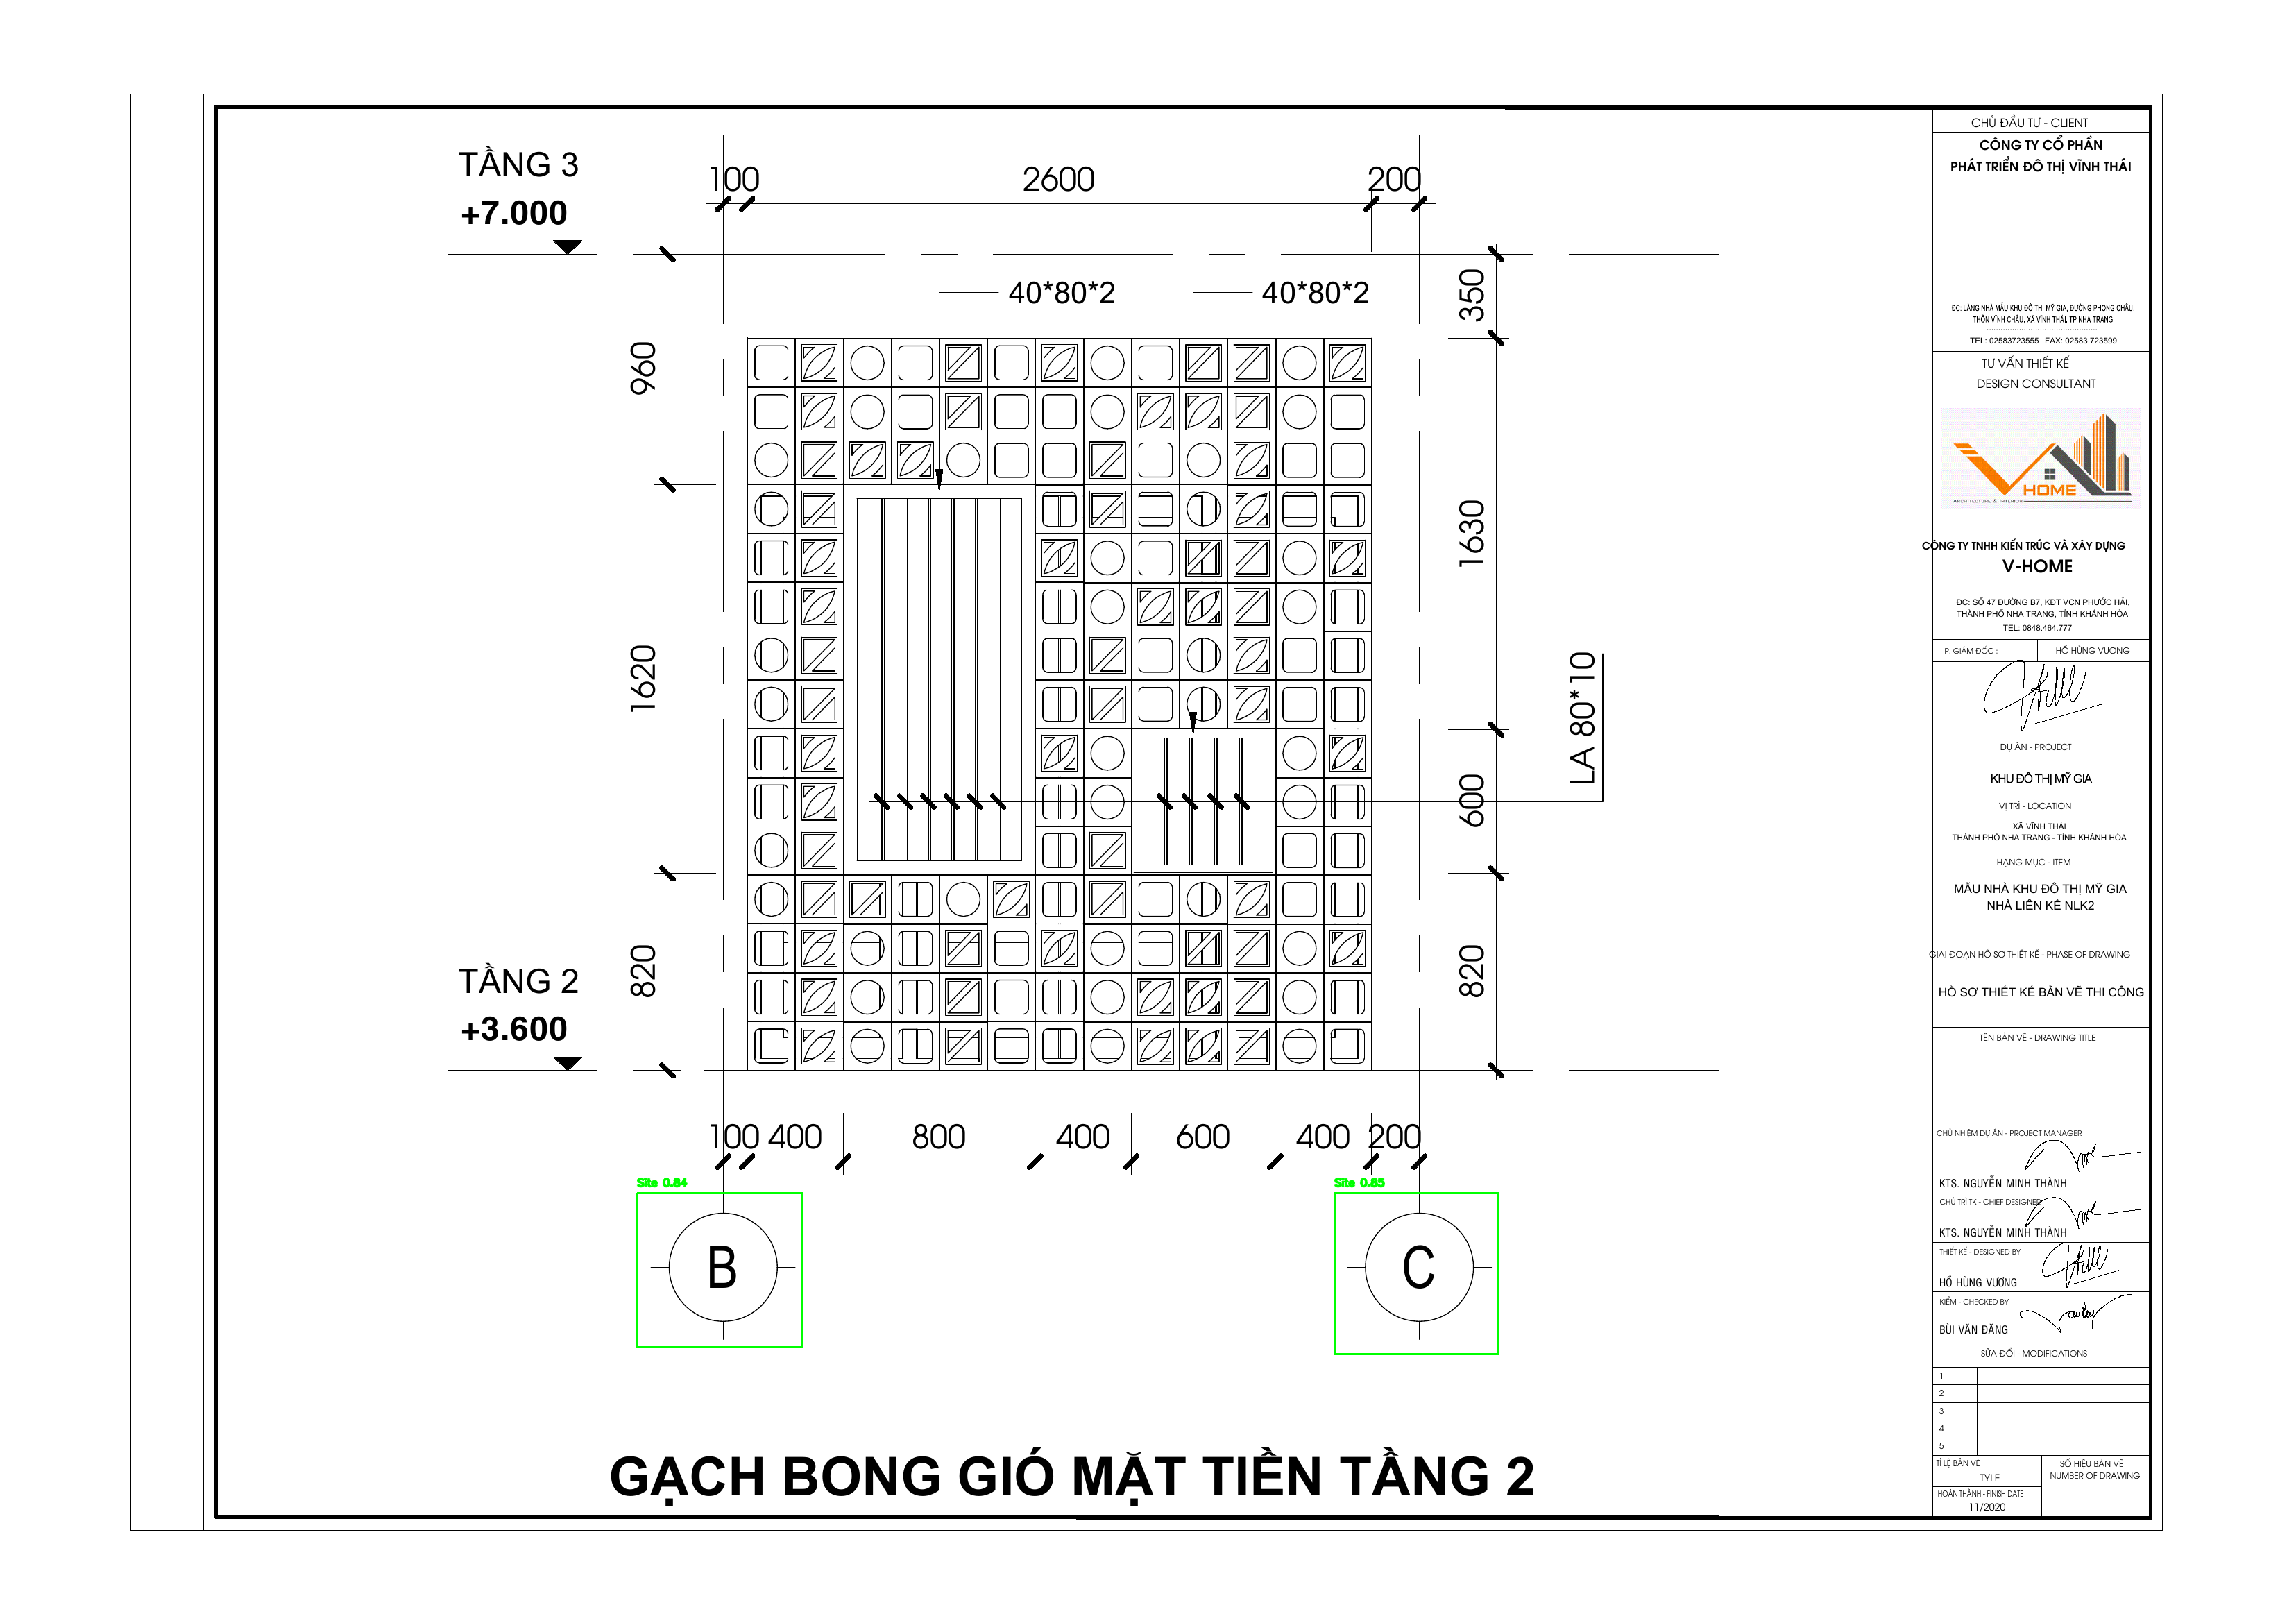 TẦNG 3
+7.000
100
2600
200
40*80*2
40*80*2
350
960
1630
1620
LA 80*10
600
820
820
TẦNG 2
+3.600
100
400
800
400
600
400
200
Site 0.84
Site 0.85
B
C
GẠCH BONG GIÓ MẶT TIỀN TẦNG 2
CHỦ ĐẦU TƯ - CLIENT
CÔNG TY CỔ PHẨN
PHÁT TRIỂN ĐÔ THỊ VĨNH THÁI
ĐC: LÀNG NHÀ MẪU KHU ĐÔ THỊ MỸ GIA, ĐƯỜNG PHONG CHÂU,
THÔN VĨNH CHÂU, XÃ VĨNH THÁI, TP NHA TRANG
TEL: 02583723555 FAX: 02583 723599
TƯ VẤN THIẾT KẾ
DESIGN CONSULTANT
HOME
ARCHITECTURE & INTERIOR
CÔNG TY TNHH KIẾN TRÚC VÀ XÂY DỰNG
V-HOME
ĐC: SỐ 47 ĐƯỜNG B7, KĐT VCN PHƯỚC HẢI,
THÀNH PHỐ NHA TRANG, TỈNH KHÁNH HÒA
TEL: 0848.464.777
P. GIÁM ĐỐC :
HỒ HÙNG VƯƠNG
DỰ ÁN - PROJECT
KHU ĐÔ THỊ MỸ GIA
VỊ TRÍ - LOCATION
XÃ VĨNH THÁI
THÀNH PHỐ NHA TRANG - TỈNH KHÁNH HÒA
HẠNG MỤC - ITEM
MẪU NHÀ KHU ĐÔ THỊ MỸ GIA
NHÀ LIÊN KẾ NLK2
GIAI ĐOẠN HỒ SƠ THIẾT KẾ - PHASE OF DRAWING
HỒ SƠ THIẾT KẾ BẢN VẼ THI CÔNG
TÊN BẢN VẼ - DRAWING TITLE
CHỦ NHIỆM DỰ ÁN - PROJECT MANAGER
KTS. NGUYỄN MINH THÀNH
CHỦ TRÌ TK - CHIEF DESIGNER
KTS. NGUYỄN MINH THÀNH
THIẾT KẾ - DESIGNED BY
HỒ HÙNG VƯƠNG
KIỂM - CHECKED BY
BÙI VĂN ĐĂNG
SỬA ĐỔI - MODIFICATIONS
1
2
3
4
5
TỈ LỆ BẢN VẼ
TYLE
SỐ HIỆU BẢN VẼ
NUMBER OF DRAWING
HOÀN THÀNH - FINISH DATE
11/2020